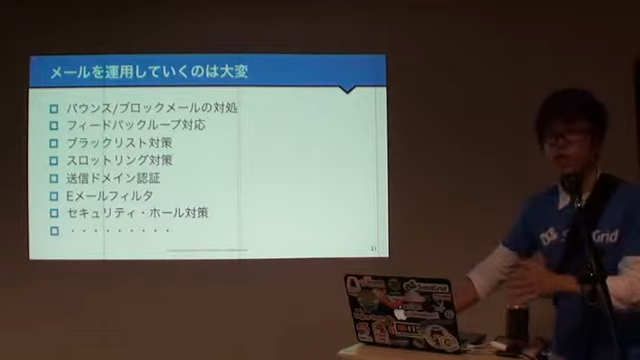 メールを運用していくのは大変
バウンス/ブロックメールの対処
フィードバックループ対応
ブラックリスト対策
スロットリング対策
送信ドメイン認証
Eメールフィルタ
セキュリティ・ホール対策
・・・・・・・・・
21
SendGrid